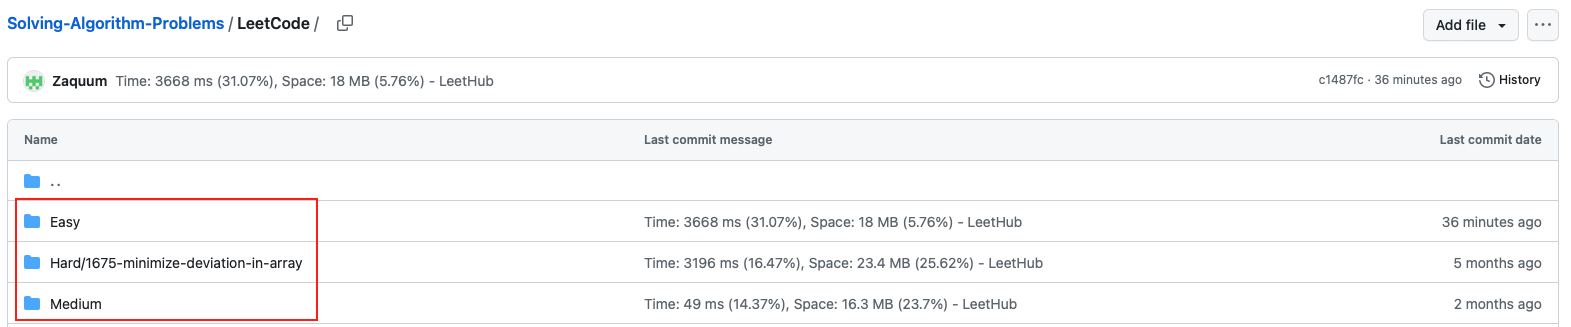 Solving-Algorithm-Problems / LeetCode /
Add file
Zaquum Time: 3668 ms (31.07%), Space: 18 MB (5.76%) - LeetHub
c1487fc · 36 minutes ago History
Name Last commit message Last commit date
..
Easy Time: 3668 ms (31.07%), Space: 18 MB (5.76%) - LeetHub 36 minutes ago
Hard/1675-minimize-deviation-in-array Time: 3196 ms (16.47%), Space: 23.4 MB (25.62%) - LeetHub 5 months ago
Medium Time: 49 ms (14.37%), Space: 16.3 MB (23.7%) - LeetHub 2 months ago